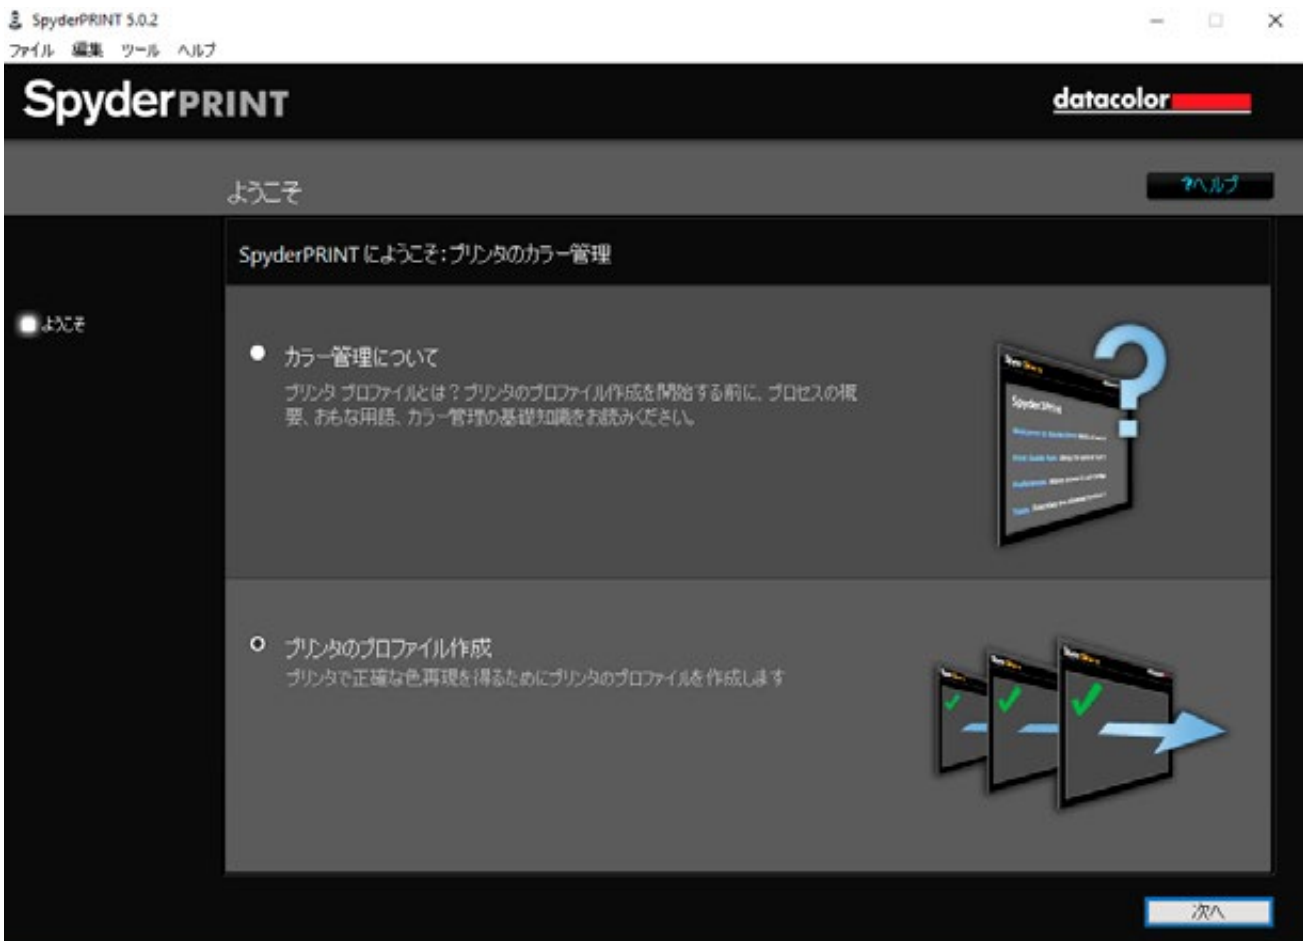 SpyderPRINT 5.0.2
ファイル 編集 ツール ヘルプ
SpyderPRINT
datacolor
ようこそ
?ヘルプ
SpyderPRINT にようこそ:プリンタのカラー管理
ようこそ
カラー管理について
プリンタ プロファイルとは?プリンタのプロファイル作成を開始する前に、プロセスの概
要、おもな用語、カラー管理の基礎知識をお読みください。
Spyder3Print
プリンタのプロファイル作成
プリンタで正確な色再現を得るためにプリンタのプロファイルを作成します
次へ